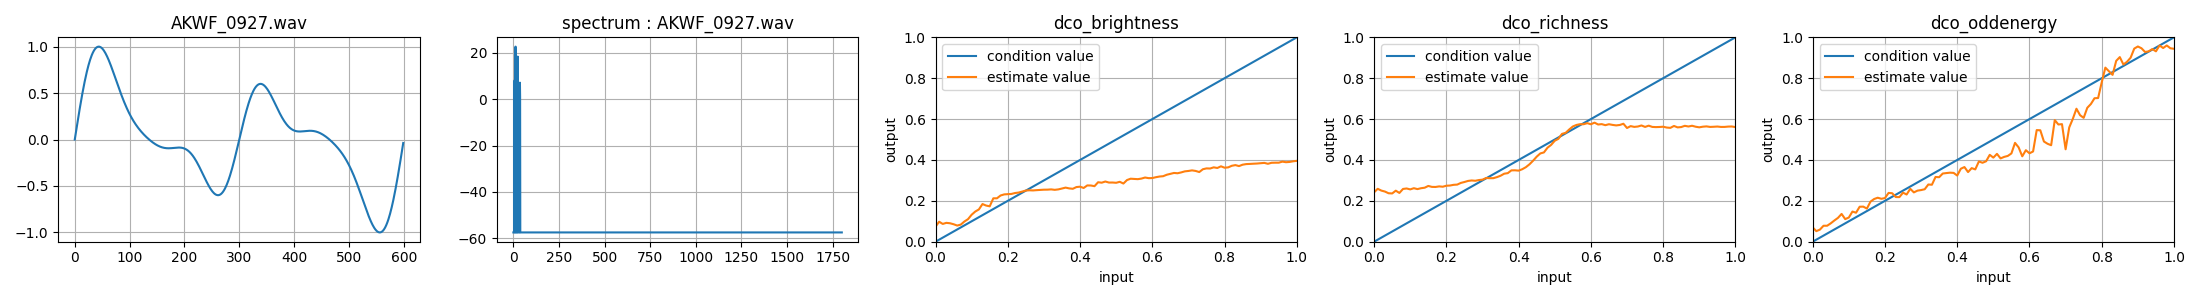 AKWF_0927.wav
1.0
0.5
0.0
−0.5
−1.0
0 100 200 300 400 500 600
spectrum : AKWF_0927.wav
20
0
−20
−40
−60
0 250 500 750 1000 1250 1500 1750
dco_brightness
condition value
estimate value
output
1.0
0.8
0.6
0.4
0.2
0.0
0.0 0.2 0.4 0.6 0.8 1.0
input
dco_richness
condition value
estimate value
output
1.0
0.8
0.6
0.4
0.2
0.0
0.0 0.2 0.4 0.6 0.8 1.0
input
dco_oddenergy
condition value
estimate value
output
1.0
0.8
0.6
0.4
0.2
0.0
0.0 0.2 0.4 0.6 0.8 1.0
input